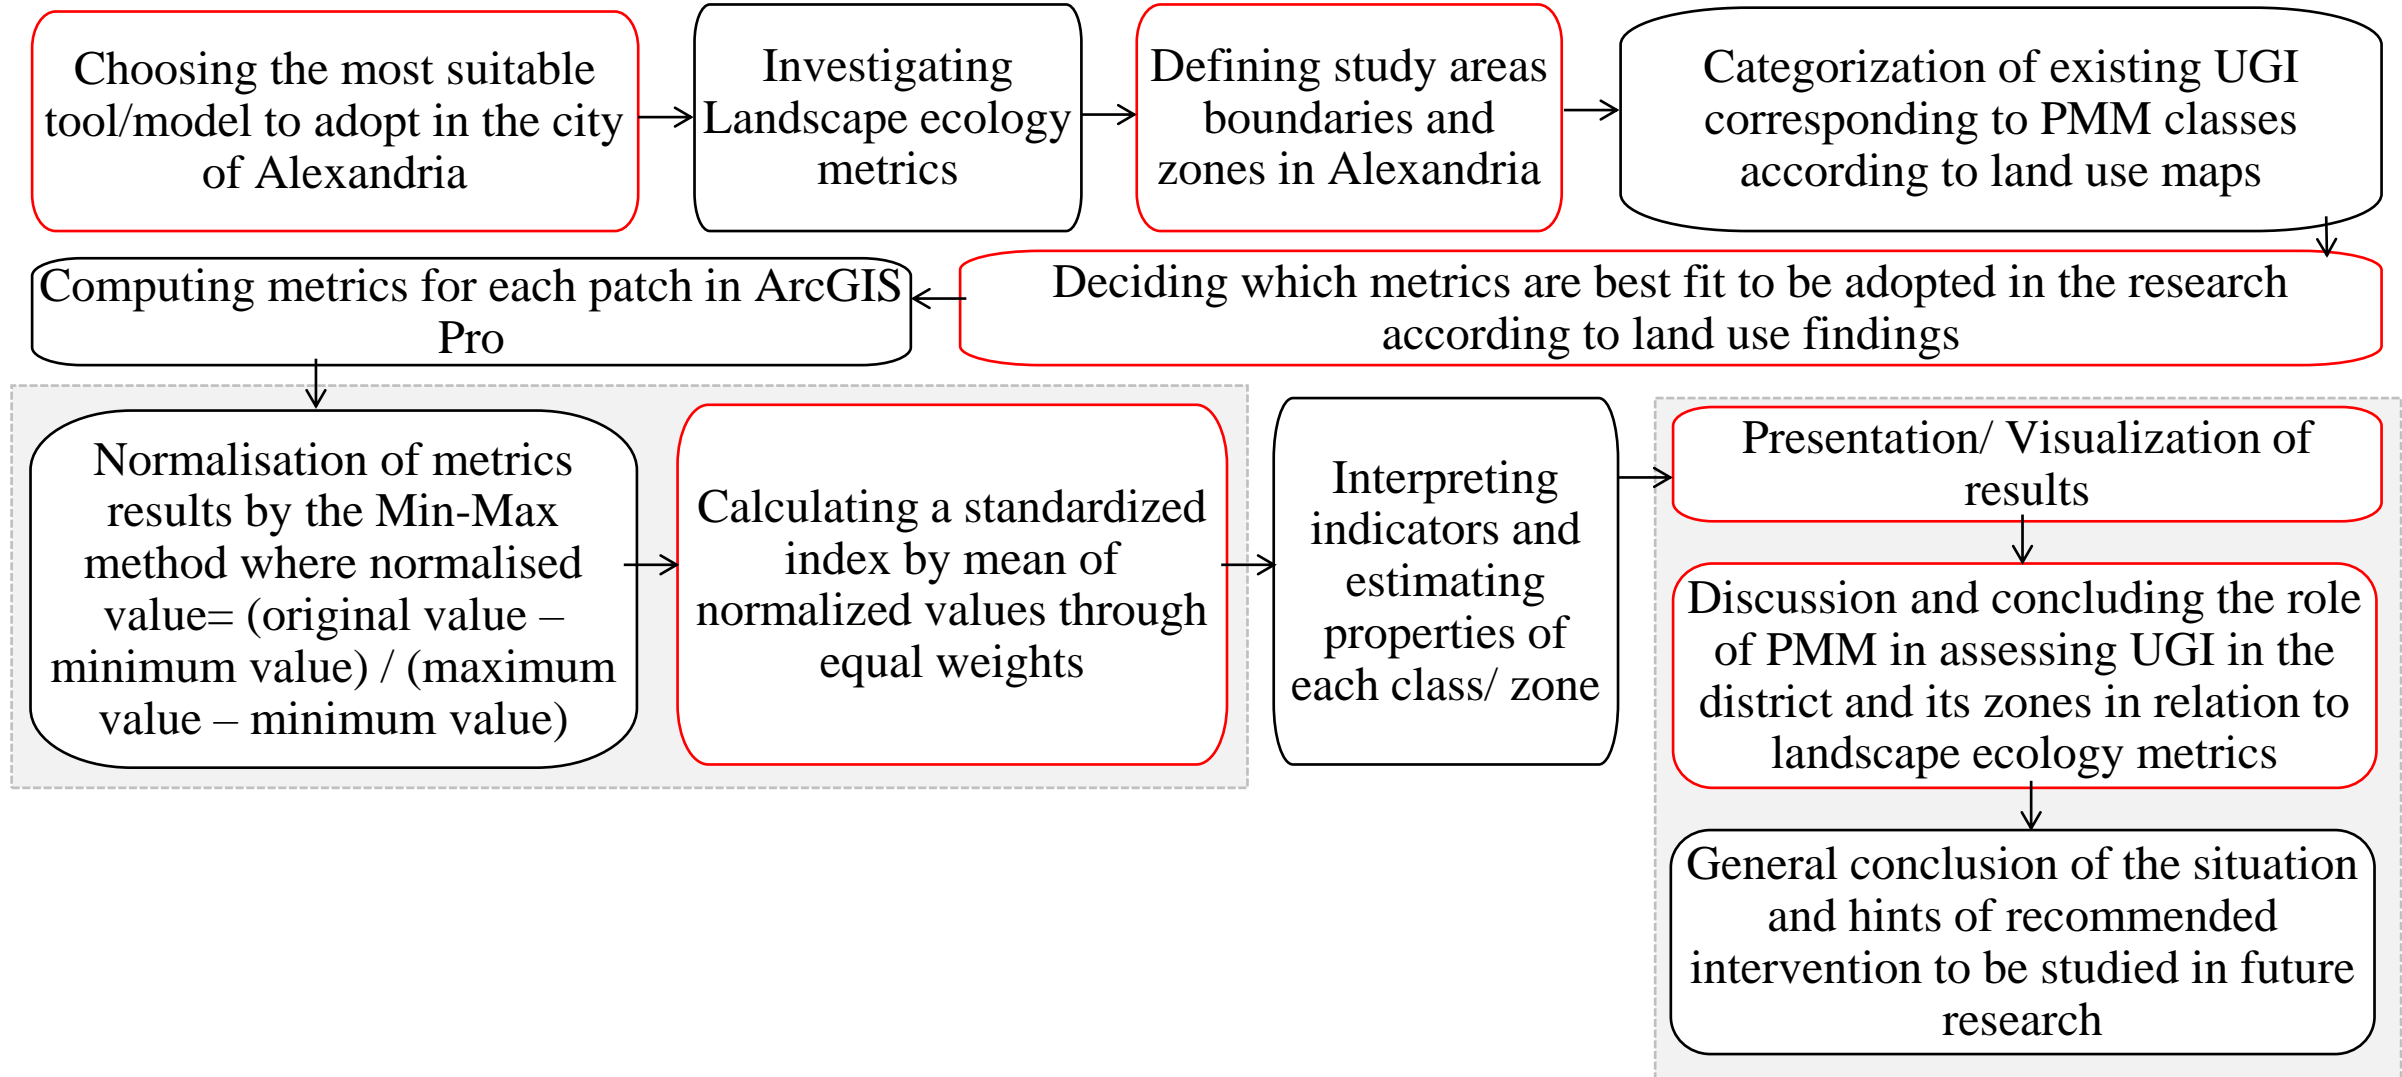 Choosing the most suitable
tool/model to adopt in the city
of Alexandria
Investigating
Landscape ecology
metrics
Defining study areas
boundaries and
zones in Alexandria
Categorization of existing UGI
corresponding to PMM classes
according to land use maps
Deciding which metrics are best fit to be adopted in the research
according to land use findings
Computing metrics for each patch in ArcGIS
Pro
Normalisation of metrics
results by the Min-Max
method where normalised
value= (original value –
minimum value) / (maximum
value – minimum value)
Calculating a standardized
index by mean of
normalized values through
equal weights
Interpreting
indicators and
estimating
properties of
each class/ zone
Presentation/ Visualization of
results
Discussion and concluding the role
of PMM in assessing UGI in the
district and its zones in relation to
landscape ecology metrics
General conclusion of the situation
and hints of recommended
intervention to be studied in future
research